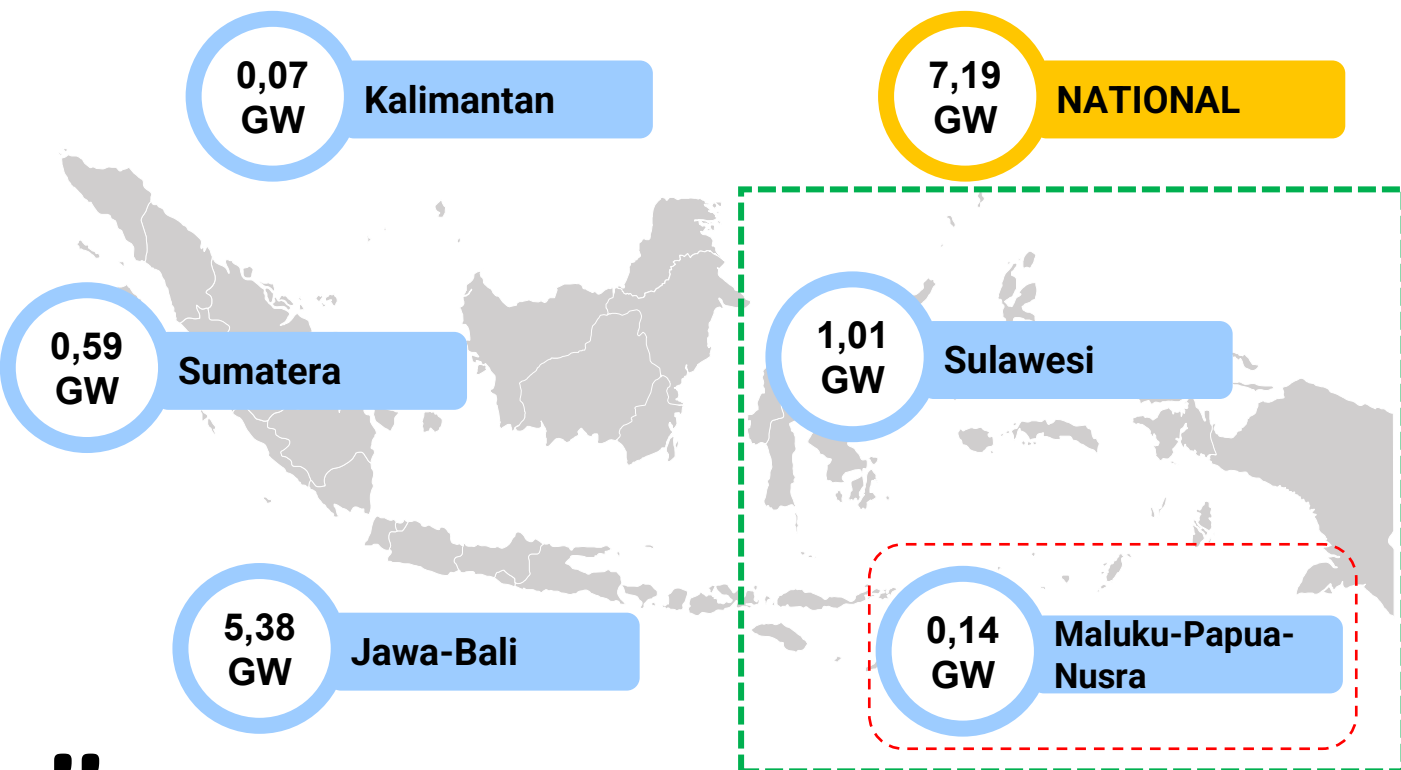 0,07
GW
Kalimantan
7,19
GW
NATIONAL
0,59
GW
Sumatera
1,01
GW
Sulawesi
5,38
GW
Jawa-Bali
0,14
GW
Maluku-Papua-
Nusra